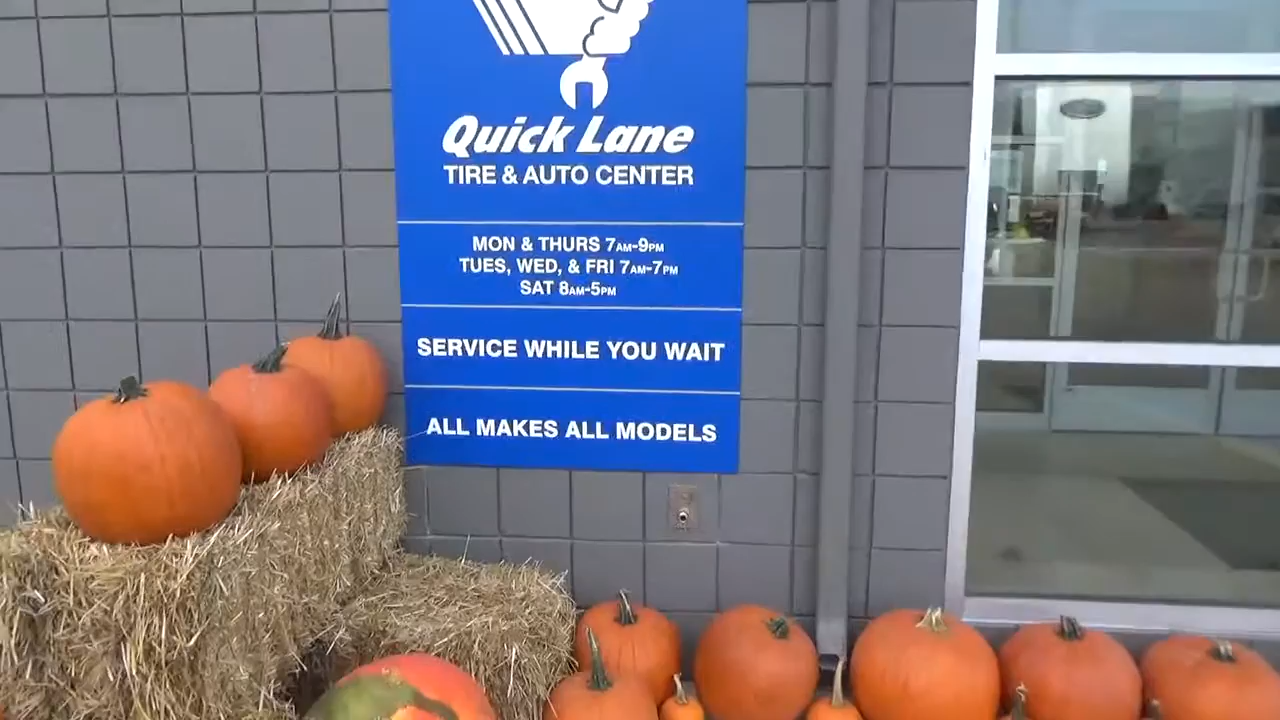 Quick Lane
TIRE & AUTO CENTER
MON & THURS 7AM-9PM
TUES, WED, & FRI 7AM-7PM
SAT 8AM-5PM
SERVICE WHILE YOU WAIT
ALL MAKES ALL MODELS